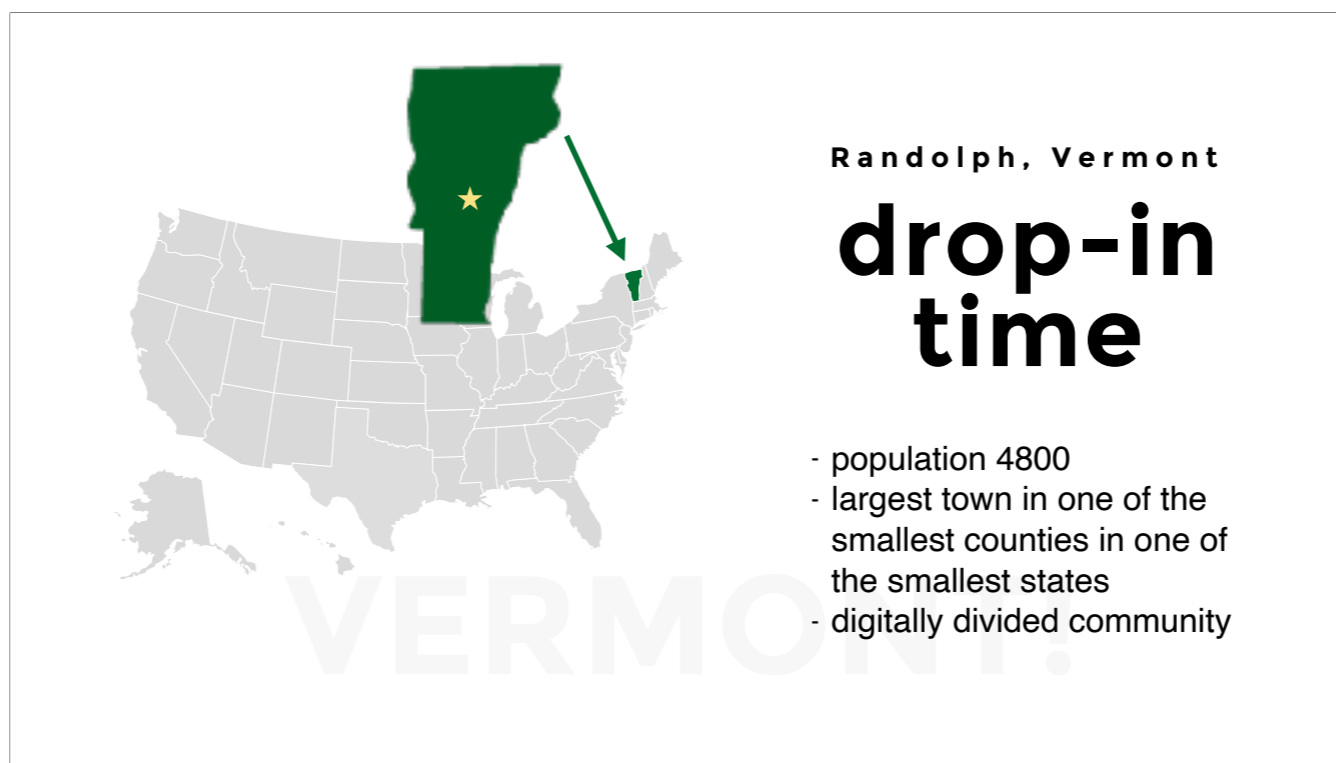 Randolph, Vermont
drop-in
time
- population 4800
- largest town in one of the
smallest counties in one of
the smallest states
- digitally divided community
VERMONT!